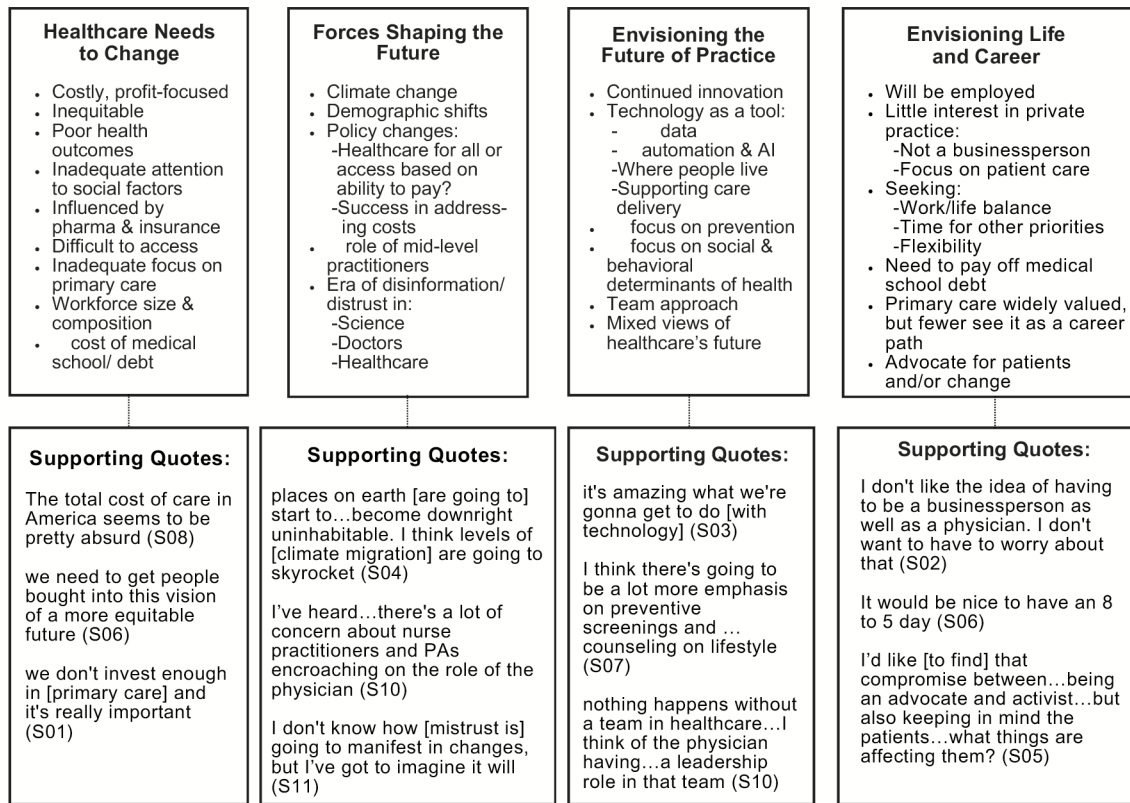 Healthcare Needs
to Change
• Costly, profit-focused
• Inequitable
• Poor health
outcomes
• Inadequate attention
to social factors
• Influenced by
pharma & insurance
• Difficult to access
• Inadequate focus on
primary care
• Workforce size &
composition
• cost of medical
school/ debt
Forces Shaping the
Future
• Climate change
• Demographic shifts
• Policy changes:
-Healthcare for all or
access based on
ability to pay?
-Success in address-
ing costs
• role of mid-level
practitioners
• Era of disinformation/
distrust in:
-Science
-Doctors
-Healthcare
Envisioning the
Future of Practice
• Continued innovation
• Technology as a tool:
- data
- automation & AI
-Where people live
-Supporting care
delivery
• focus on prevention
• focus on social &
behavioral
determinants of health
• Team approach
• Mixed views of
healthcare's future
Envisioning Life
and Career
• Will be employed
• Little interest in private
practice:
-Not a businessperson
-Focus on patient care
• Seeking:
-Work/life balance
-Time for other priorities
-Flexibility
• Need to pay off medical
school debt
• Primary care widely valued,
but fewer see it as a career
path
• Advocate for patients
and/or change
Supporting Quotes:
The total cost of care in
America seems to be
pretty absurd (S08)
we need to get people
bought into this vision
of a more equitable
future (S06)
we don't invest enough
in [primary care] and
it's really important
(S01)
Supporting Quotes:
places on earth [are going to]
start to…become downright
uninhabitable. I think levels of
[climate migration] are going to
skyrocket (S04)
I've heard…there's a lot of
concern about nurse
practitioners and PAs
encroaching on the role of the
physician (S10)
I don't know how [mistrust is]
going to manifest in changes,
but I've got to imagine it will
(S11)
Supporting Quotes:
it's amazing what we're
gonna get to do [with
technology] (S03)
I think there's going to
be a lot more emphasis
on preventive
screenings and …
counseling on lifestyle
(S07)
nothing happens without
a team in healthcare…I
think of the physician
having…a leadership
role in that team (S10)
Supporting Quotes:
I don't like the idea of having
to be a businessperson as
well as a physician. I don't
want to have to worry about
that (S02)
It would be nice to have an 8
to 5 day (S06)
I'd like [to find] that
compromise between…being
an advocate and activist…but
also keeping in mind the
patients…what things are
affecting them? (S05)